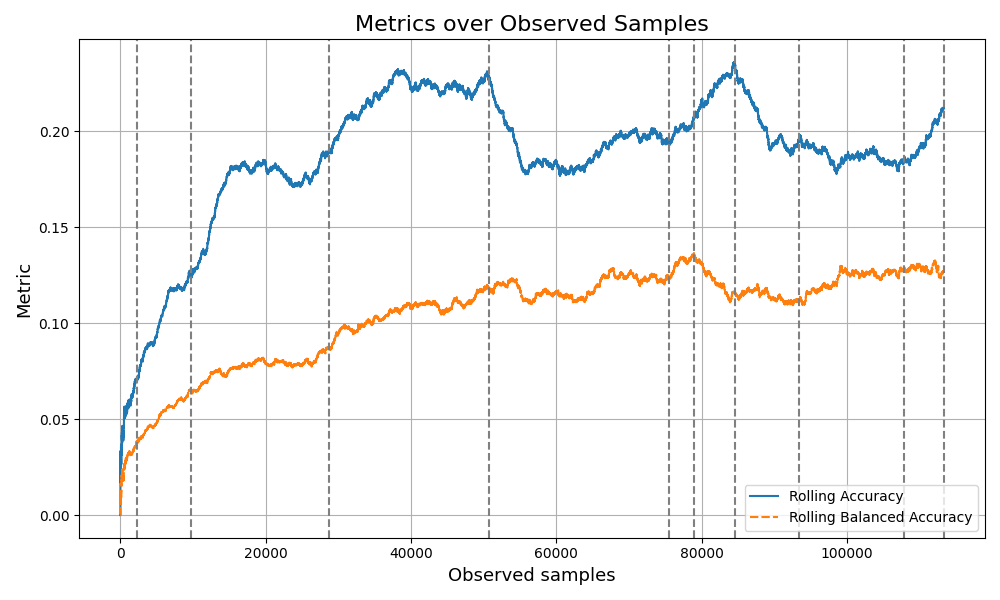 Metrics over Observed Samples
Metric
0.20
0.15
0.10
0.05
0.00
0
20000
40000
60000
80000
100000
Observed samples
Rolling Accuracy
Rolling Balanced Accuracy